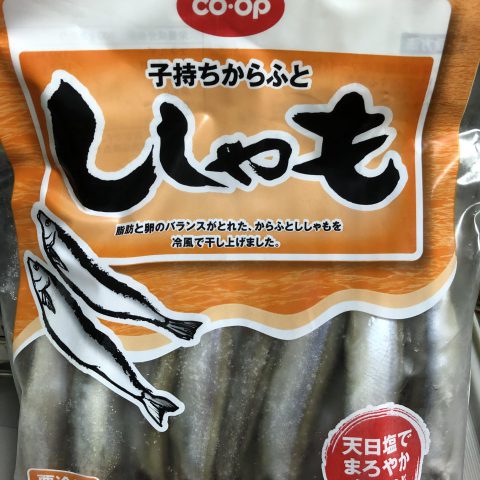 co・op
子持ちからふと
ししゃも
脂肪と卵のバランスがとれた、からふとししゃもを
冷風で干し上げました。
天日塩で
まろやか